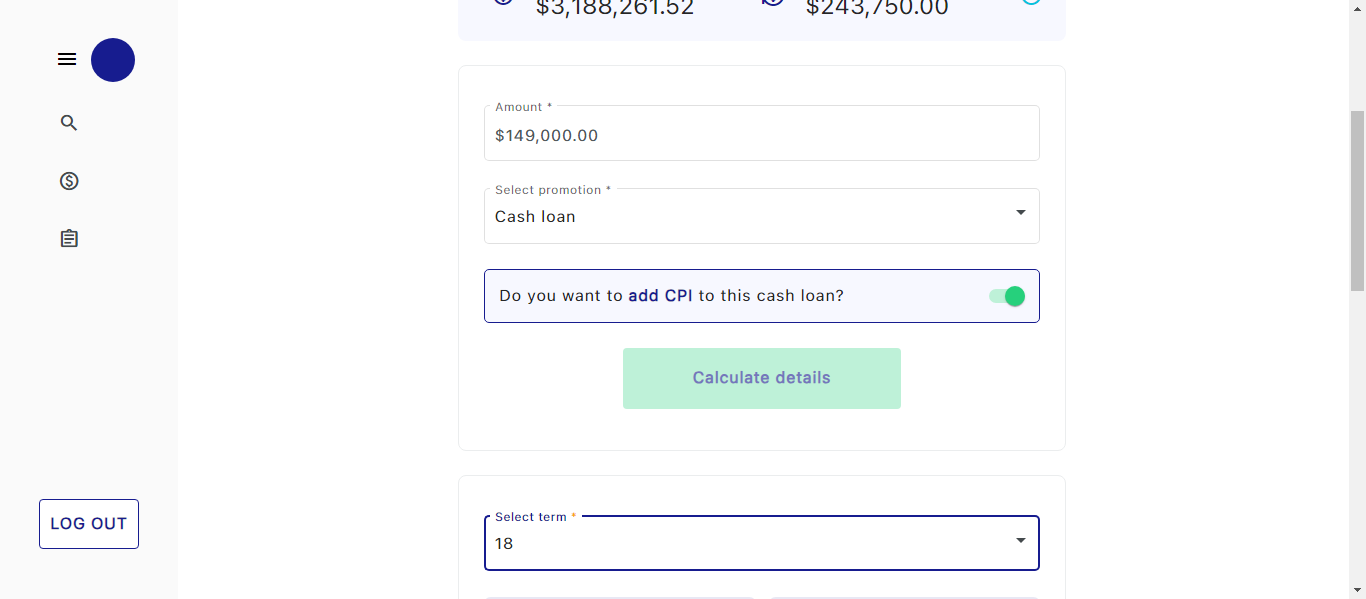 $3,188,261.52 $243,750.00
Amount *
$149,000.00
Select promotion *
Cash loan
Do you want to add CPI to this cash loan?
Calculate details
LOG OUT
Select term *
18